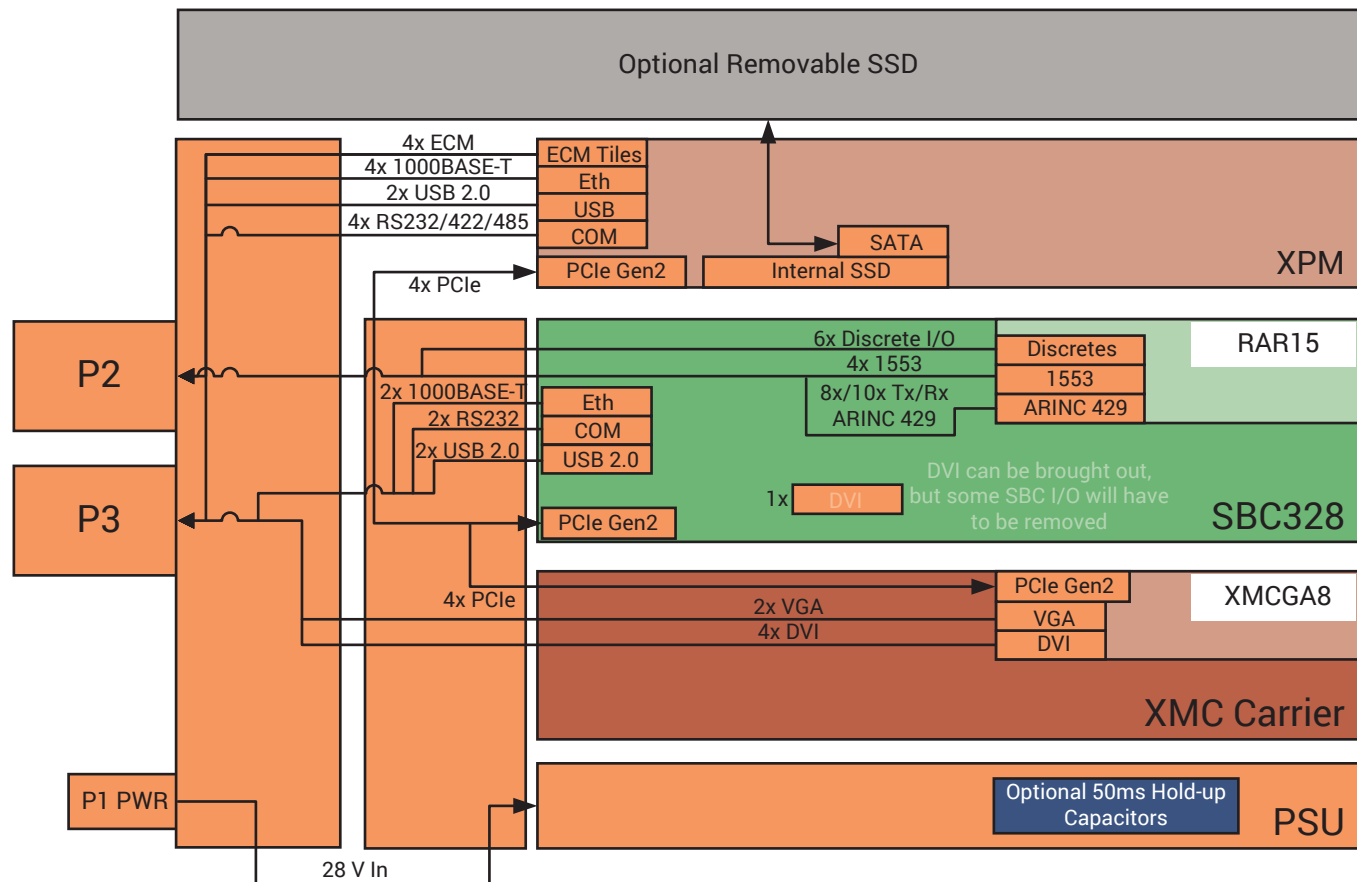 Optional Removable SSD
4x ECM
ECM Tiles
4x 1000BASE-T
Eth
2x USB 2.0
USB
4x RS232/422/485
COM
SATA
XPM
PCIe Gen2
Internal SSD
4x PCIe
P2
6x Discrete I/O
Discretes
RAR15
4x 1553
1553
2x 1000BASE-T
Eth
8x/10x Tx/Rx
ARINC 429
ARINC 429
2x RS232
COM
2x USB 2.0
USB 2.0
P3
DVI can be brought out,
but some SBC I/O will have
to be removed
1x
DVI
PCIe Gen2
SBC328
4x PCIe
PCIe Gen2
XMCGA8
2x VGA
VGA
4x DVI
DVI
XMC Carrier
P1 PWR
Optional 50ms Hold-up
Capacitors
PSU
28 V In